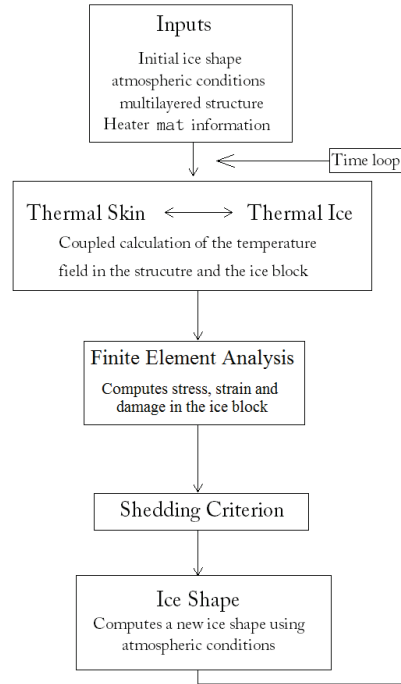 Inputs
Initial ice shape
atmospheric conditions
multilayered structure
Heater mat information
Time loop
Thermal Skin Thermal Ice
Coupled calculation of the temperature
field in the strucutre and the ice block
Finite Element Analysis
Computes stress, strain and
damage in the ice block
Shedding Criterion
Ice Shape
Computes a new ice shape using
atmospheric conditions